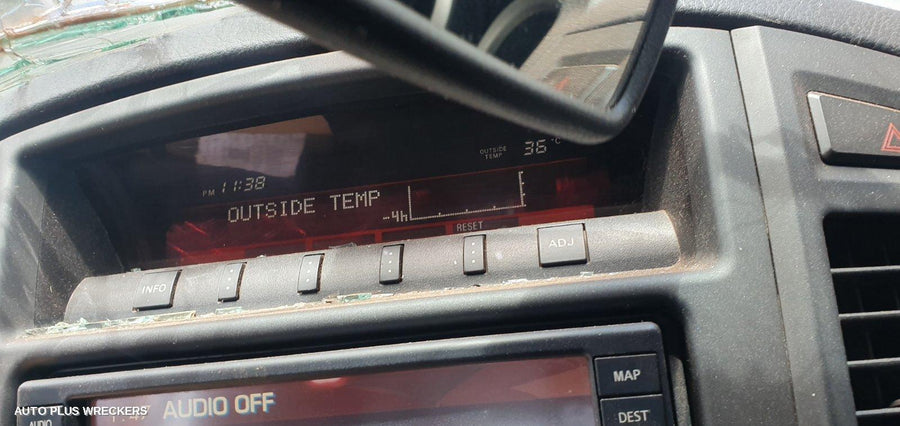 OUTSIDE
TEMP
36 °C
PM 11:38
OUTSIDE TEMP
-4h
RESET
INFO
ADJ
MAP
AUDIO OFF
DEST
AUDIO
AUTO PLUS WRECKERS